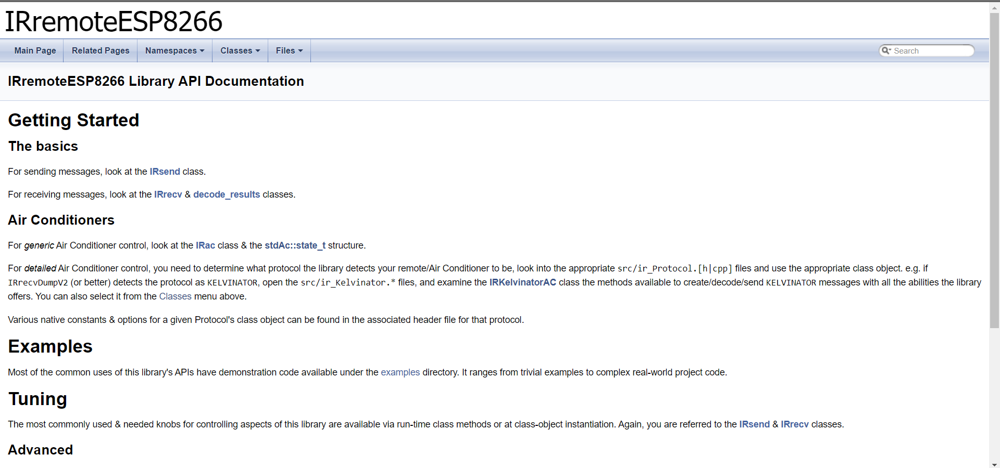 IRremoteESP8266
Main Page Related Pages Namespaces Classes Files Search
IRremoteESP8266 Library API Documentation
Getting Started
The basics
For sending messages, look at the IRsend class.
For receiving messages, look at the IRrecv & decode_results classes.
Air Conditioners
For generic Air Conditioner control, look at the IRac class & the stdAc::state_t structure.
For detailed Air Conditioner control, you need to determine what protocol the library detects your remote/Air Conditioner to be, look into the appropriate src/ir_Protocol.[h|cpp] files and use the appropriate class object. e.g. if
IRrecvDumpV2 (or better) detects the protocol as KELVINATOR, open the src/ir_Kelvinator.* files, and examine the IRKelvinatorAC class the methods available to create/decode/send KELVINATOR messages with all the abilities the library
offers. You can also select it from the Classes menu above.
Various native constants & options for a given Protocol's class object can be found in the associated header file for that protocol.
Examples
Most of the common uses of this library's APIs have demonstration code available under the examples directory. It ranges from trivial examples to complex real-world project code.
Tuning
The most commonly used & needed knobs for controlling aspects of this library are available via run-time class methods or at class-object instantiation. Again, you are referred to the IRsend & IRrecv classes.
Advanced